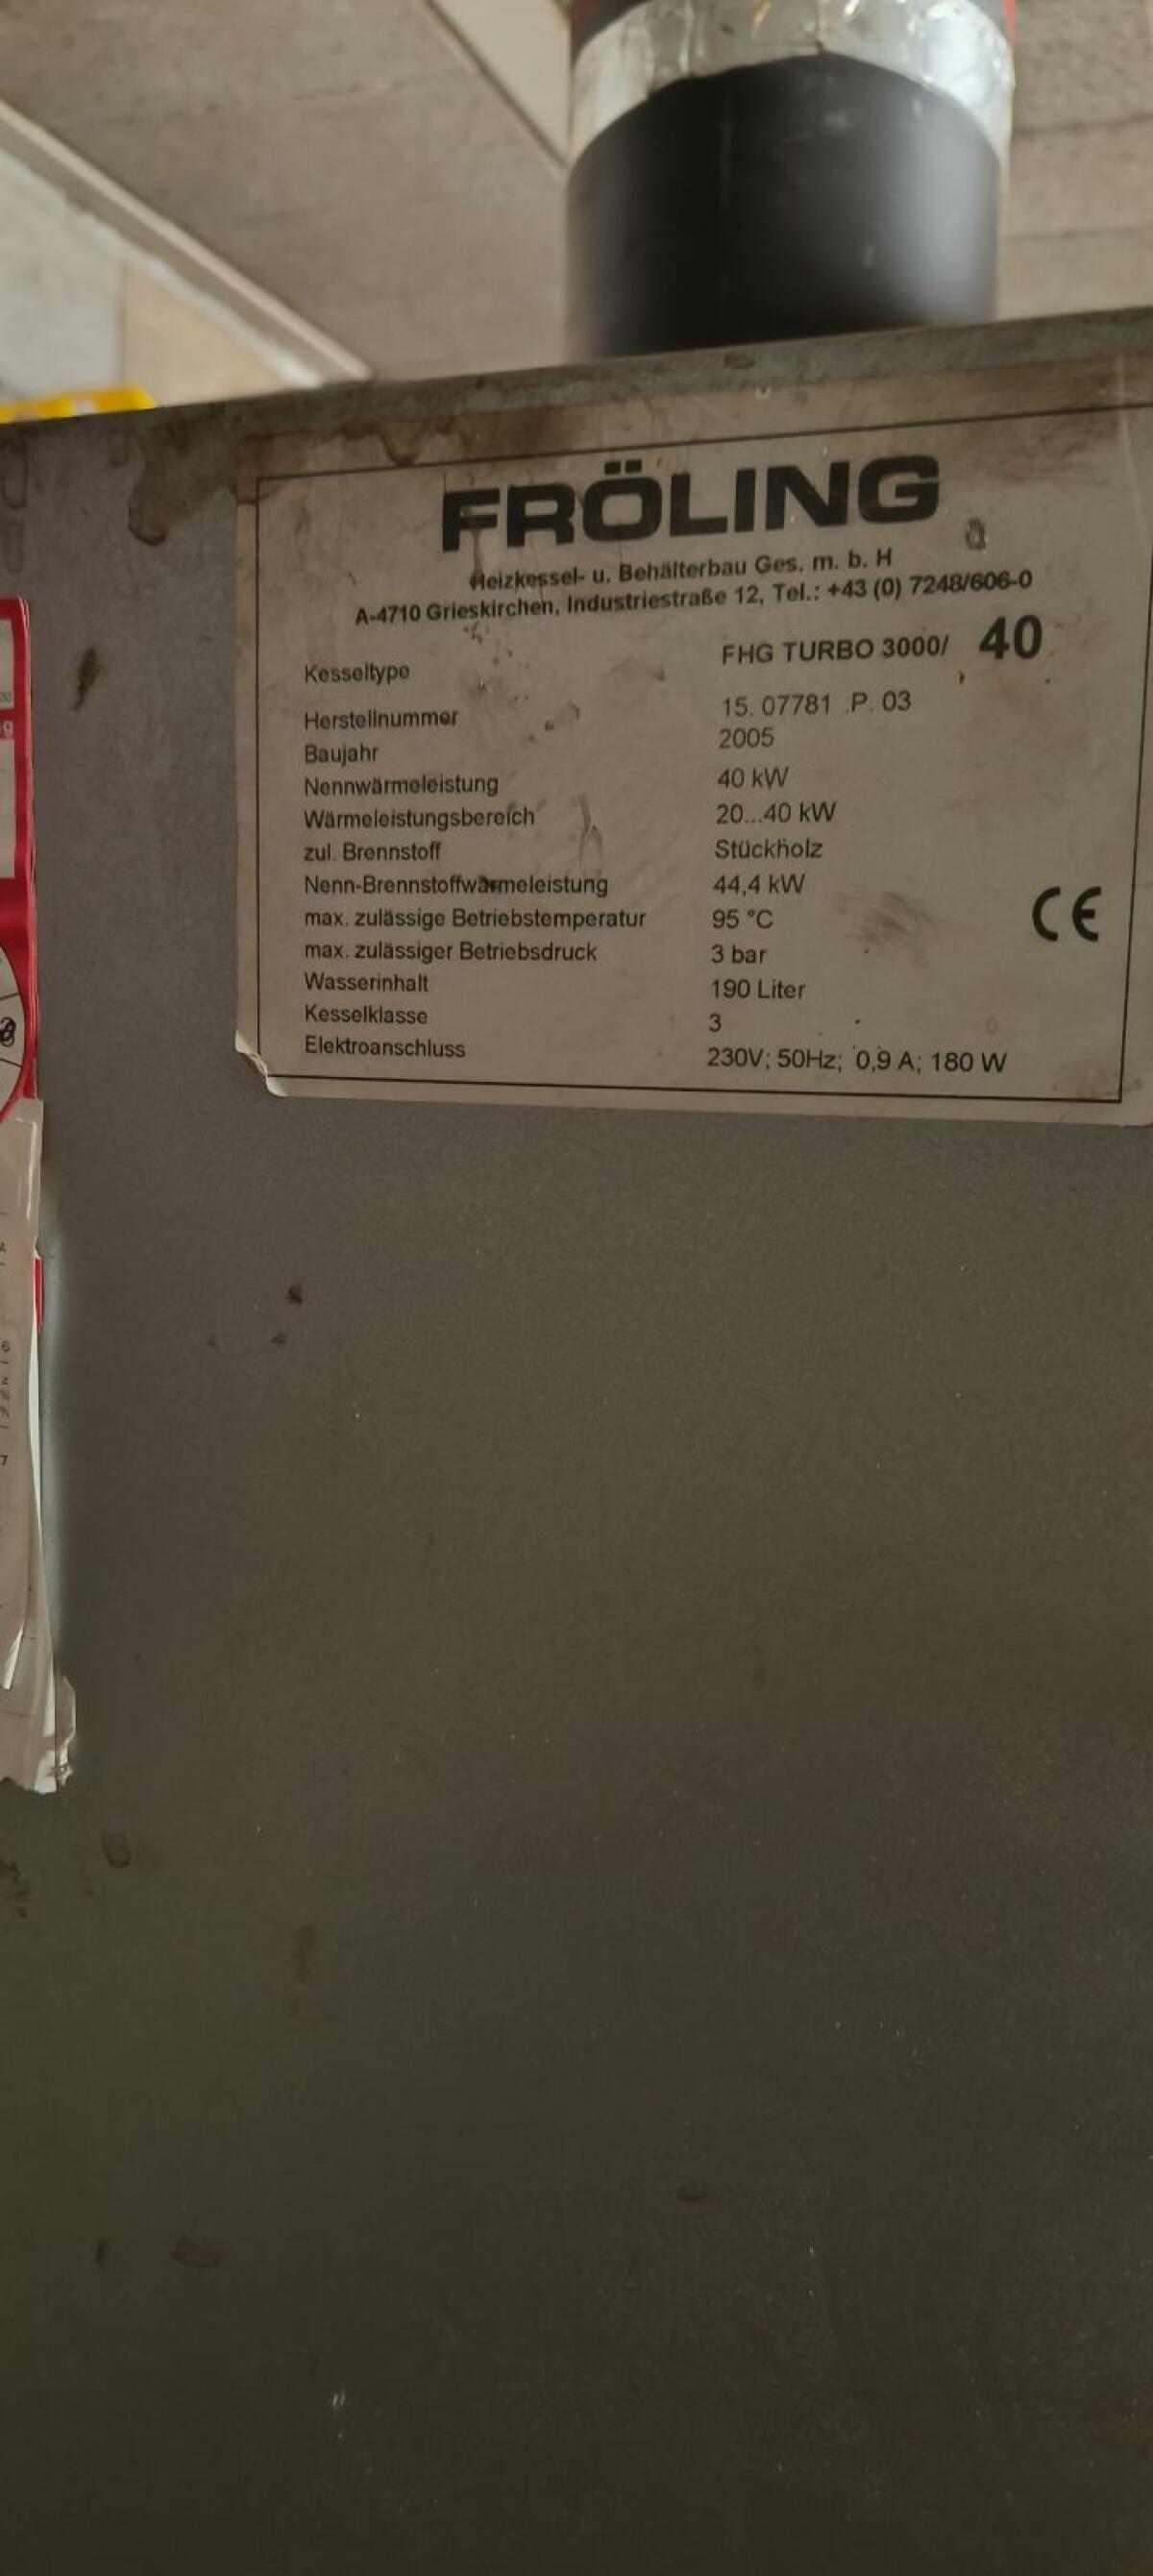 FRÖLING
Heizkessel- u. Behälterbau Ges. m. b. H
A-4710 Grieskirchen, Industriestraße 12, Tel.: +43 (0) 7248/606-0
Kesseltype FHG TURBO 3000/ 40
Herstellnummer 15. 07781 .P. 03
Baujahr 2005
Nennwärmeleistung 40 kW
Wärmeleistungsbereich 20...40 kW
zul. Brennstoff Stückholz
Nenn-Brennstoffwärmeleistung 44,4 kW
max. zulässige Betriebstemperatur 95 °C
max. zulässiger Betriebsdruck 3 bar
Wasserinhalt 190 Liter
Kesselklasse 3
Elektroanschluss 230V; 50Hz; 0,9 A; 180 W
CE